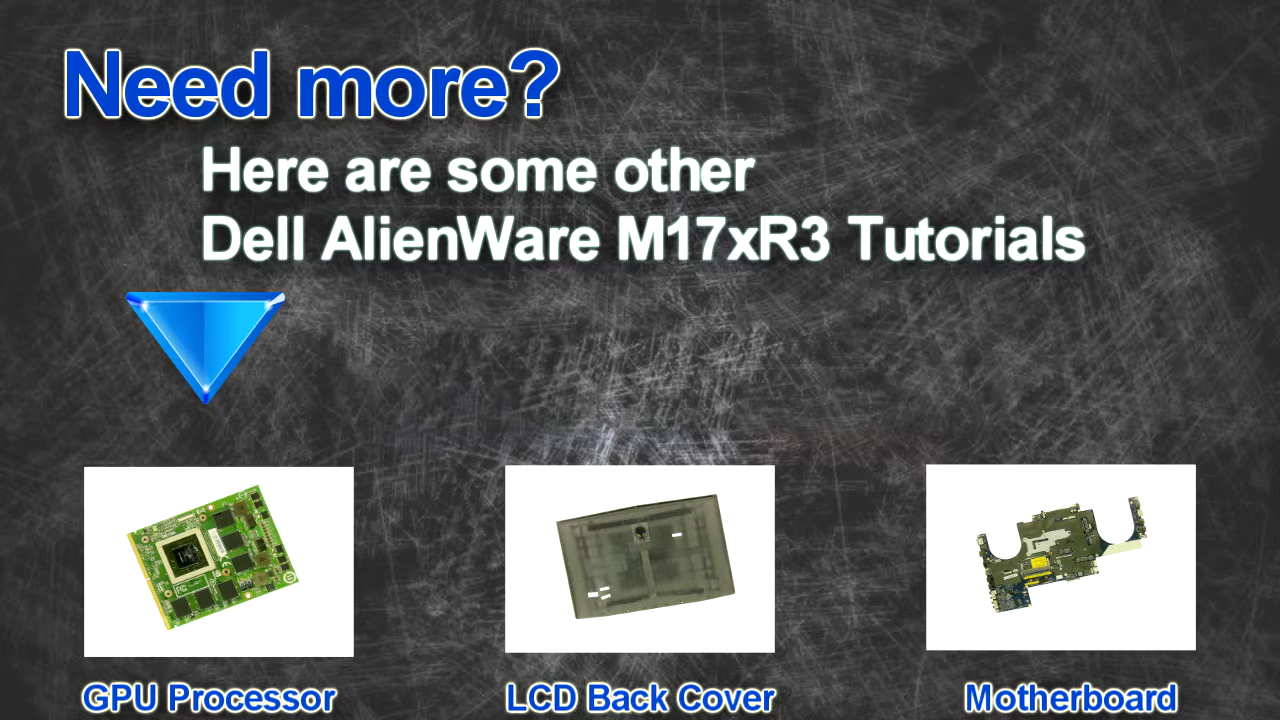 Need more?
Here are some other
Dell AlienWare M17xR3 Tutorials
GPU Processor
LCD Back Cover
Motherboard